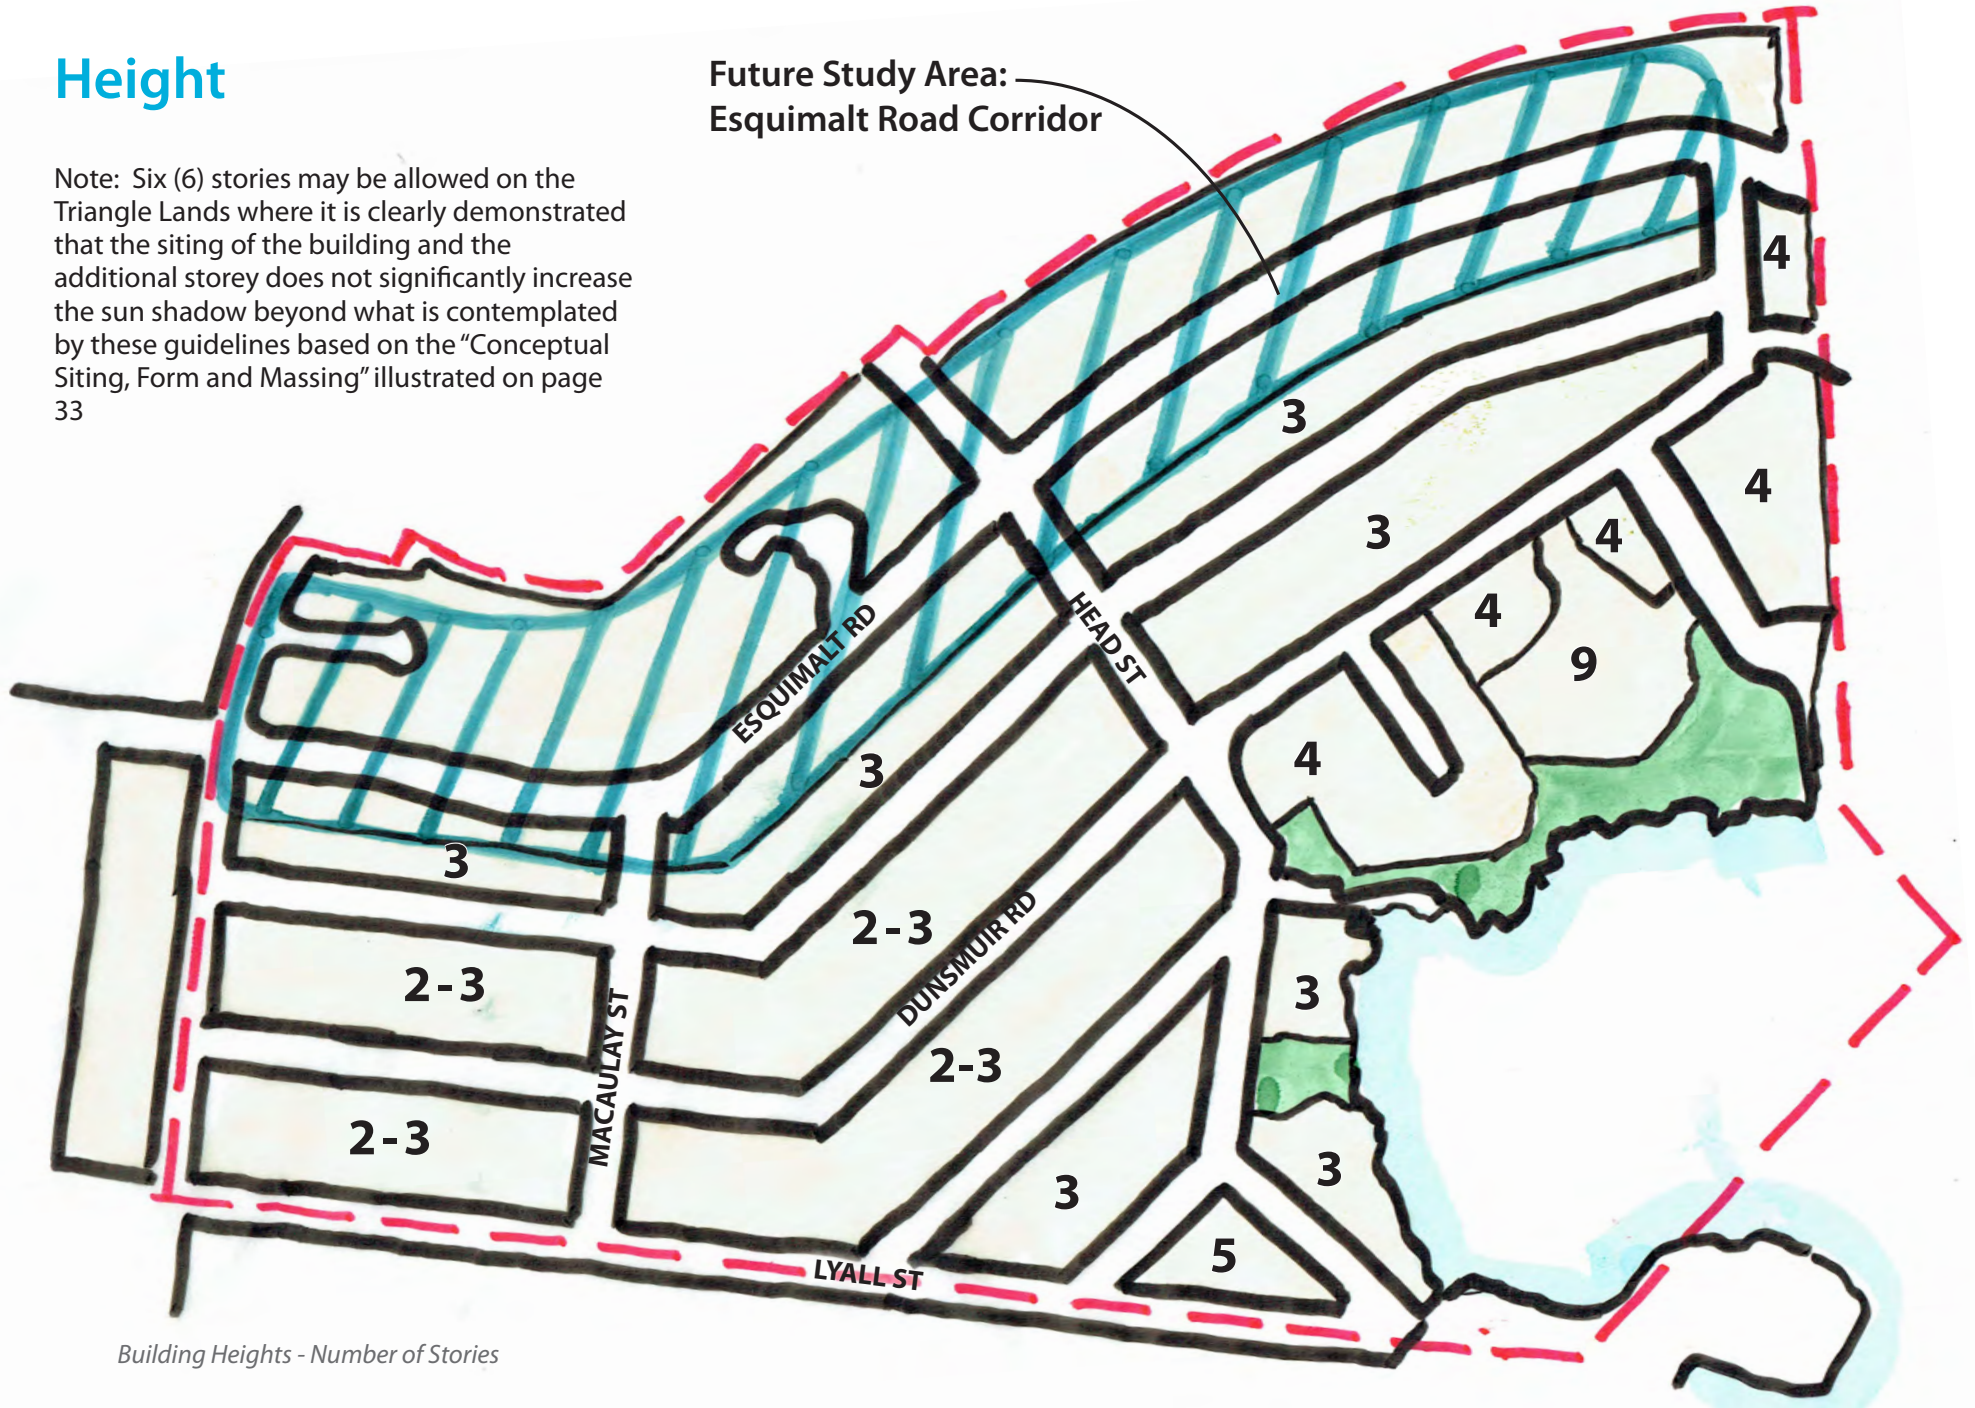 Height
Future Study Area:
Esquimalt Road Corridor
Note: Six (6) stories may be allowed on the
Triangle Lands where it is clearly demonstrated
that the siting of the building and the
additional storey does not significantly increase
the sun shadow beyond what is contemplated
by these guidelines based on the “Conceptual
Siting, Form and Massing” illustrated on page
33
4
3
4
3
4
4
9
ESQUIMALT RD
HEAD ST
3
4
3
2-3
DUNSMUIR RD
2-3
3
MACAULAY ST
2-3
2-3
3
3
5
LYALL ST
Building Heights - Number of Stories